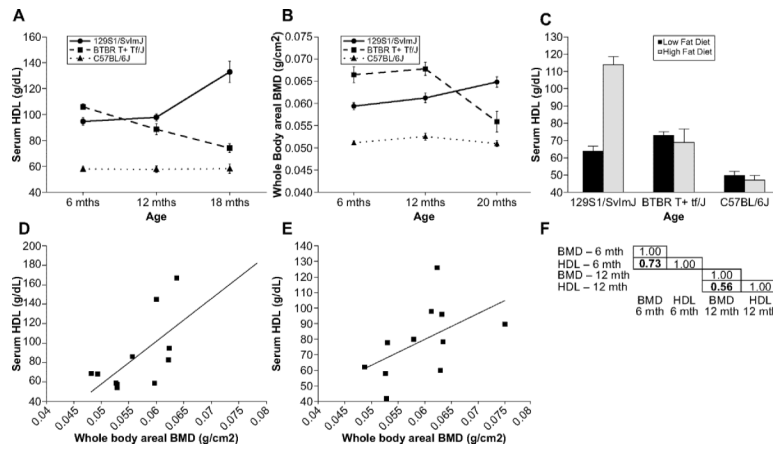 A
129S1/SvImJ
BTBR T+ Tf/J
C57BL/6J
Serum HDL (g/dL)
160
140
120
100
80
60
40
6 mths 12 mths 18 mths
Age
B
129S1/SvlmJ
BTBR T+ Tf/J
C57BL/6J
Whole Body areal BMD (g/cm2)
0.075
0.070
0.065
0.060
0.055
0.050
0.045
0.040
6 mths 12 mths 20 mths
Age
C
Low Fat Diet
High Fat Diet
Serum HDL (g/dL)
130
120
110
100
90
80
70
60
50
40
129S1/SvlmJ BTBR T+ tf/J C57BL/6J
Age
D
Serum HDL (g/dL)
200
180
160
140
120
100
80
60
40
0.04 0.045 0.05 0.055 0.06 0.065 0.07 0.075 0.08
Whole body areal BMD (g/cm2)
E
Serum HDL (g/dL)
140
130
120
110
100
90
80
70
60
50
40
0.04 0.045 0.05 0.055 0.06 0.065 0.07 0.075 0.08
Whole body areal BMD (g/cm2)
F
BMD – 6 mth 1.00
HDL – 6 mth 0.73 1.00
BMD – 12 mth 1.00
HDL – 12 mth 0.56 1.00
BMD HDL BMD HDL
6 mth 6 mth 12 mth 12 mth